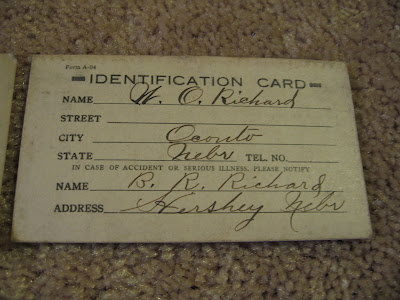 Form A-94
IDENTIFICATION CARD
NAME W. O. Richard
STREET
CITY Oconto
STATE Nebr TEL. NO.
IN CASE OF ACCIDENT OR SERIOUS ILLNESS, PLEASE NOTIFY
NAME B. R. Richard
ADDRESS Hershey Nebr